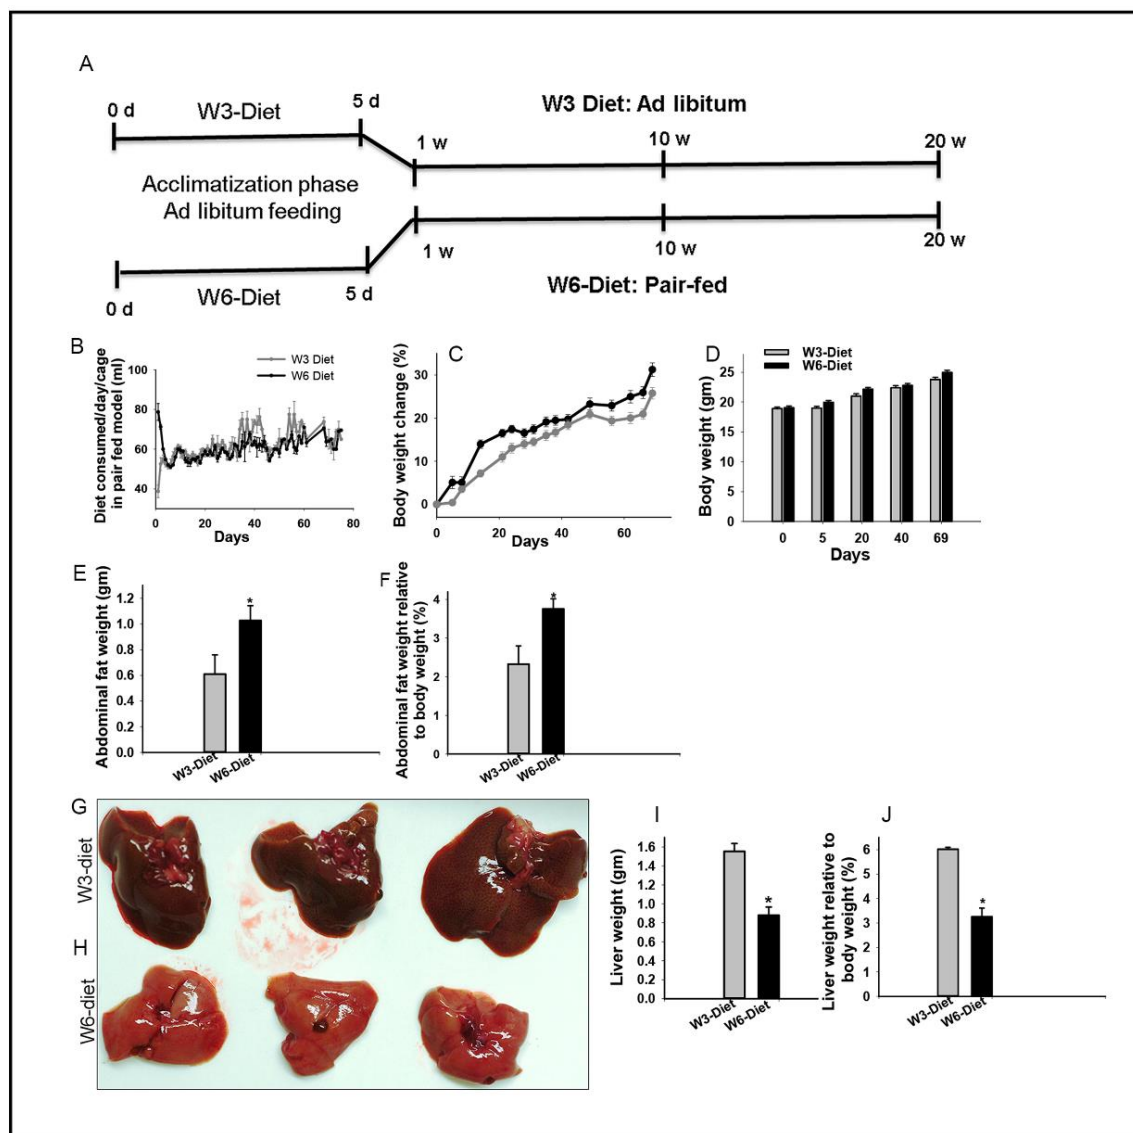 A
0 d
W3-Diet
5 d
W3 Diet: Ad libitum
1 w
10 w
20 w
Acclimatization phase
Ad libitum feeding
0 d
W6-Diet
5 d
1 w
10 w
20 w
W6-Diet: Pair-fed
B
Diet consumed/day/cage
in pair fed model (ml)
100
80
60
40
0
20
40
60
80
Days
W3 Diet
W6 Diet
C
Body weight change (%)
30
20
10
0
0
20
40
60
Days
D
W3-Diet
W6-Diet
Body weight (gm)
25
20
15
10
5
0
0
5
20
40
69
Days
E
Abdominal fat weight (gm)
1.2
1.0
0.8
0.6
0.4
0.2
0.0
*
W3-Diet
W6-Diet
F
Abdominal fat weight relative
to body weight (%)
4
3
2
1
0
*
W3-Diet
W6-Diet
G
W3-diet
H
W6-diet
I
Liver weight (gm)
1.6
1.4
1.2
1.0
0.8
0.6
0.4
0.2
0.0
*
W3-Diet
W6-Diet
J
Liver weight relative to
body weight (%)
6
5
4
3
2
1
0
*
W3-Diet
W6-Diet